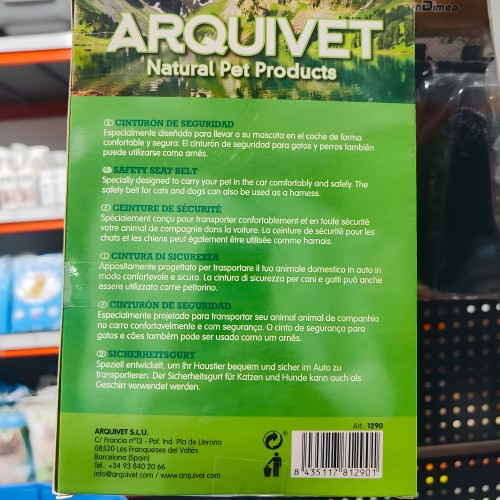 ARQUIVET
Natural Pet Products
CINTURÓN DE SEGURIDAD
Especialmente diseñado para llevar a su mascota en el coche de forma
confortable y segura. El cinturón de seguridad para gatos y perros también
puede utilizarse como arnés.
SAFETY SEAT BELT
Specially designed to carry your pet in the car comfortably and safely. The
safety belt for cats and dogs can also be used as a harness.
CEINTURE DE SÉCURITÉ
Spécialement conçu pour transporter confortablement et en toute sécurité
votre animal de compagnie dans la voiture. La ceinture de sécurité pour les
chats et les chiens peut également être utilisée comme harnais.
CINTURA DI SICUREZZA
Appositamente progettato per trasportare il tuo animale domestico in auto in
modo confortevole e sicuro. La cintura di sicurezza per cani e gatti può anche
essere utilizzata come pettorino.
CINTURÓN DE SEGURIDAD
Especialmente projetado para transportar seu animal animal de companhia
no carro confortavelmente e com segurança. O cinto de segurança para
gatos e cães também pode ser usado como um arnês.
SICHERHEITSGURT
Speziell entwickelt, um Ihr Haustier bequem und sicher im Auto zu
transportieren. Der Sicherheitsgurt für Katzen und Hunde kann auch als
Geschirr verwendet werden.
Art. 1290
ARQUIVET S.L.U.
C/ Francia nº13 - Pol. Ind. Pla de Llerona
08520 Les Franqueses del Vallès
Barcelona (Spain)
Tel.: +34 93 840 20 66
info@arquivet.com / www.arquivet.com
8 435117 812901